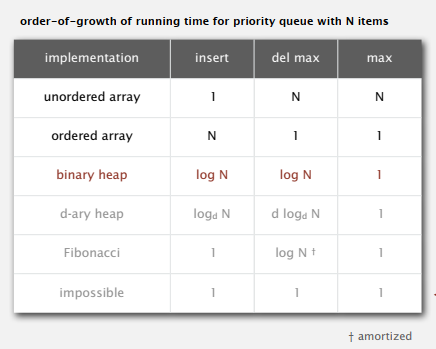 order-of-growth of running time for priority queue with N items
implementation insert del max max
unordered array 1 N N
ordered array N 1 1
binary heap log N log N 1
d-ary heap log_d N d log_d N 1
Fibonacci 1 log N † 1
impossible 1 1 1
† amortized